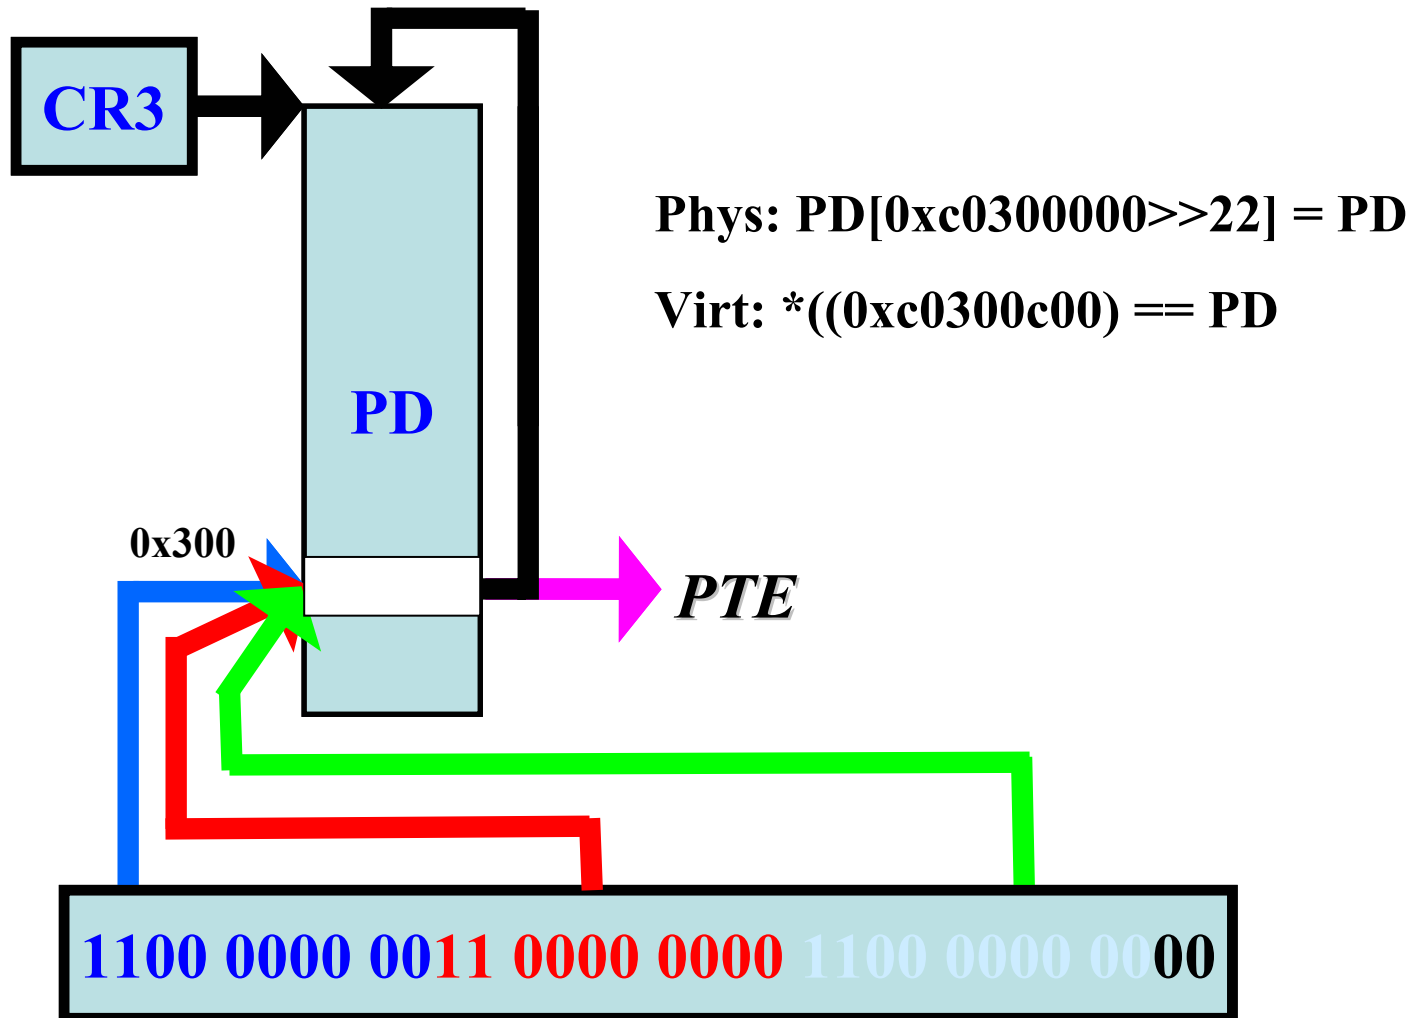 CR3
Phys: PD[0xc0300000>>22] = PD
Virt: *((0xc0300c00) == PD
PD
0x300
PTE
1100 0000 0011 0000 0000 1100 0000 0000